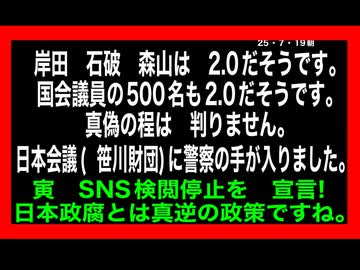 25・7・19朝
岸田　石破　森山は　2.0だそうです。
国会議員の500名も2.0だそうです。
真偽の程は　判りません。
日本会議(　笹川財団)に警察の手が入りました。
寅　SNS検閲停止を　宣言!
日本政腐とは真逆の政策ですね。